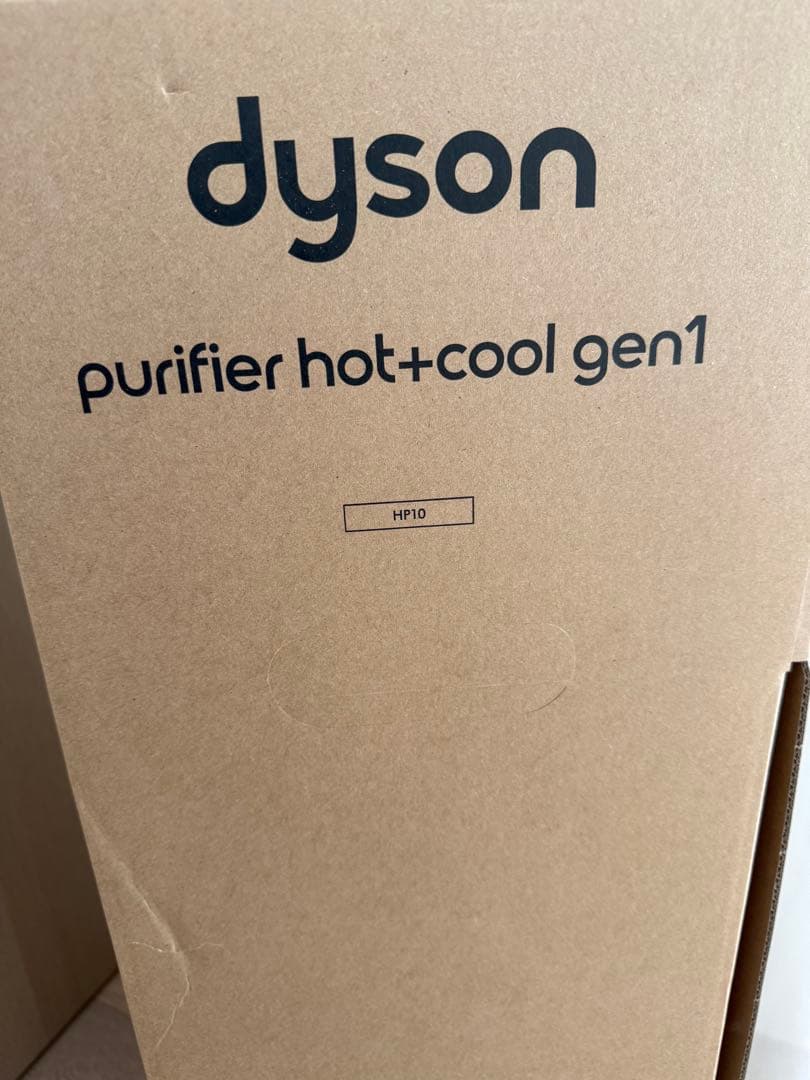 dyson
purifier hot+cool gen1
HP10